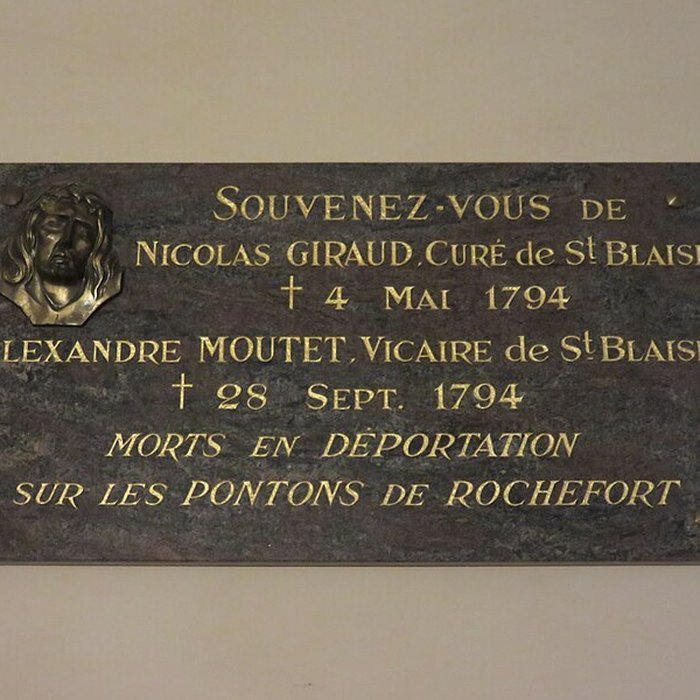 SOUVENEZ-VOUS DE
NICOLAS GIRAUD, CURÉ de St BLAIS
† 4 MAI 1794
LEXANDRE MOUTET, VICAIRE de St BLAIS
† 28 SEPT. 1794
MORTS EN DÉPORTATION
SUR LES PONTONS DE ROCHEFORT